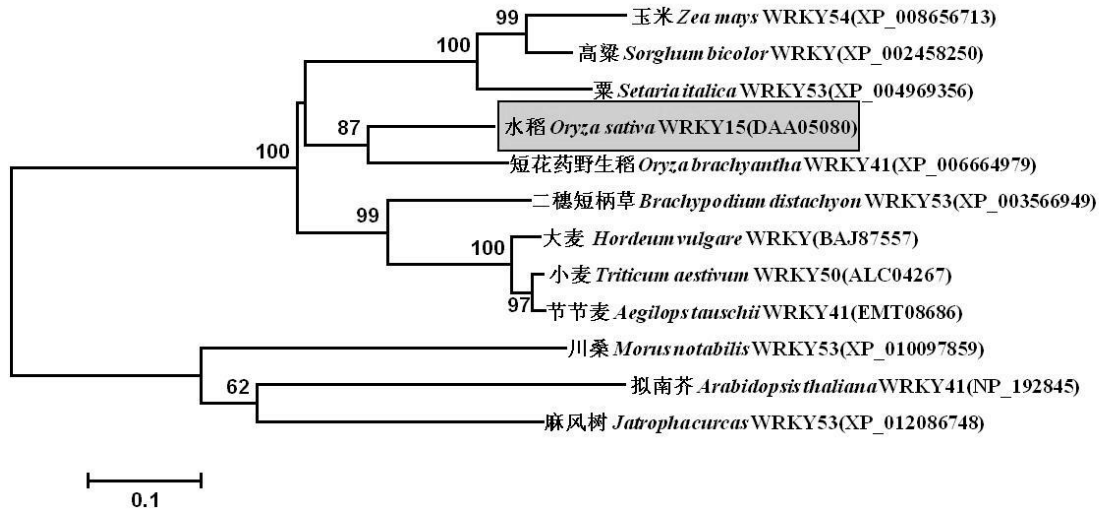 99
玉米 Zea mays WRKY54(XP_008656713)
100
高粱 Sorghum bicolor WRKY(XP_002458250)
粟 Setaria italica WRKY53(XP_004969356)
87
水稻 Oryza sativa WRKY15(DAA05080)
100
短花药野生稻 Oryza brachyantha WRKY41(XP_006664979)
二穗短柄草 Brachypodium distachyon WRKY53(XP_003566949)
99
大麦 Hordeum vulgare WRKY(BAJ87557)
100
小麦 Triticum aestivum WRKY50(ALC04267)
97
节节麦 Aegilops tauschii WRKY41(EMT08686)
川桑 Morus notabilis WRKY53(XP_010097859)
62
拟南芥 Arabidopsis thaliana WRKY41(NP_192845)
麻风树 Jatropha curcas WRKY53(XP_012086748)
0.1